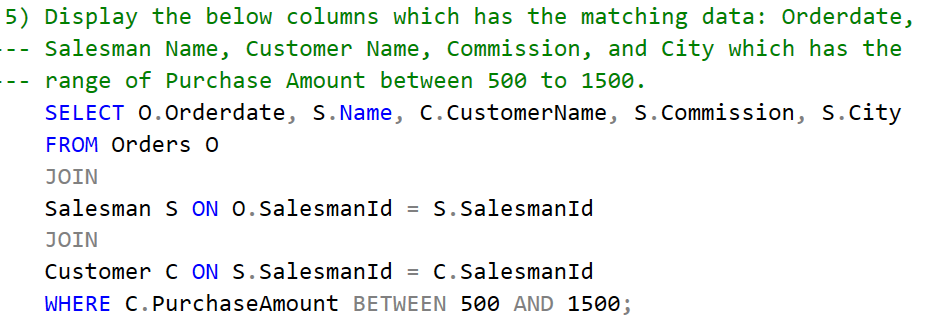 5) Display the below columns which has the matching data: Orderdate,
--- Salesman Name, Customer Name, Commission, and City which has the
--- range of Purchase Amount between 500 to 1500.
SELECT O.Orderdate, S.Name, C.CustomerName, S.Commission, S.City
FROM Orders O
JOIN
Salesman S ON O.SalesmanId = S.SalesmanId
JOIN
Customer C ON S.SalesmanId = C.SalesmanId
WHERE C.PurchaseAmount BETWEEN 500 AND 1500;